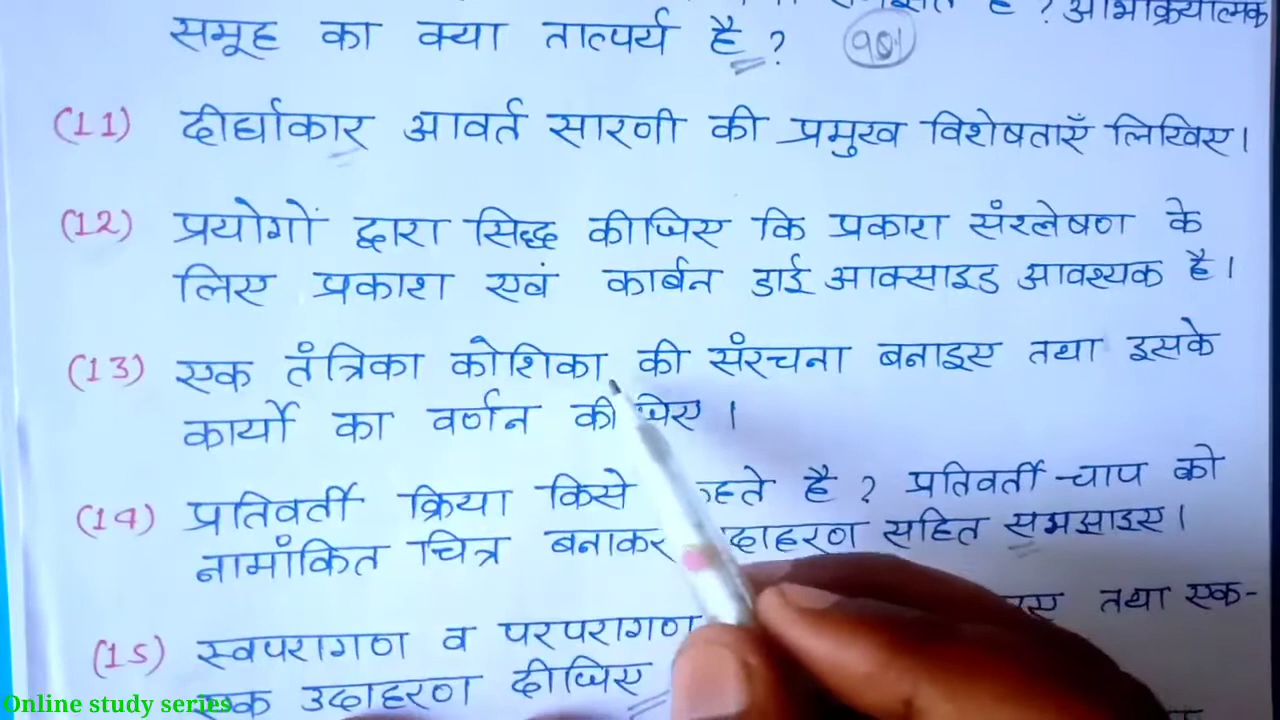 है ? अभिक्रियात्मक
समूह का क्या तात्पर्य है ?
(11) दीर्घाकार आवर्त सारणी की प्रमुख विशेषताएँ लिखिए।
(12) प्रयोगों द्वारा सिद्ध कीजिए कि प्रकाश संश्लेषण के
लिए प्रकाश एवं कार्बन डाई आक्साइड आवश्यक है।
(13) एक तंत्रिका कोशिका की संरचना बनाइए तथा इसके
कार्यों का वर्णन कीजिए ।
(14) प्रतिवर्ती क्रिया किसे कहते है ? प्रतिवर्ती चाप को
नामांकित चित्र बनाकर उदाहरण सहित समझाइए।
(15) स्वपरागण व परपरागण तथा एक-
एक उदाहरण दीजिए
Online study series